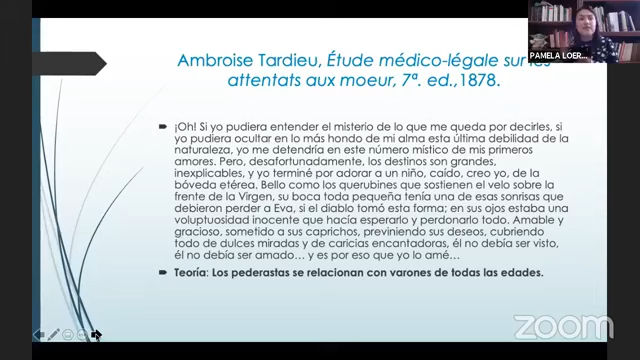 Ambroise Tardieu, Étude médico-légale sur les
attentats aux moeur, 7ª. ed.,1878.
PAMELA LOER...
¡Oh! Si yo pudiera entender el misterio de lo que me queda por decirles, si
yo pudiera ocultar en lo más hondo de mi alma esta última debilidad de la
naturaleza, yo me detendría en este número místico de mis primeros
amores. Pero, desafortunadamente, los destinos son grandes,
inexplicables, y yo terminé por adorar a un niño, caído, creo yo, de la
bóveda etérea. Bello como los querubines que sostienen el velo sobre la
frente de la Virgen, su boca toda pequeña tenía una de esas sonrisas que
debieron perder a Eva, si el diablo tomó esta forma; en sus ojos estaba una
voluptuosidad inocente que hacía esperarlo y perdonarlo todo. Amable y
gracioso, sometido a sus caprichos, previniendo sus deseos, cubriendo
todo de dulces miradas y de caricias encantadoras, él no debía ser visto,
él no debía ser amado… y es por eso que yo lo amé…
Teoría: Los pederastas se relacionan con varones de todas las edades.
zoom